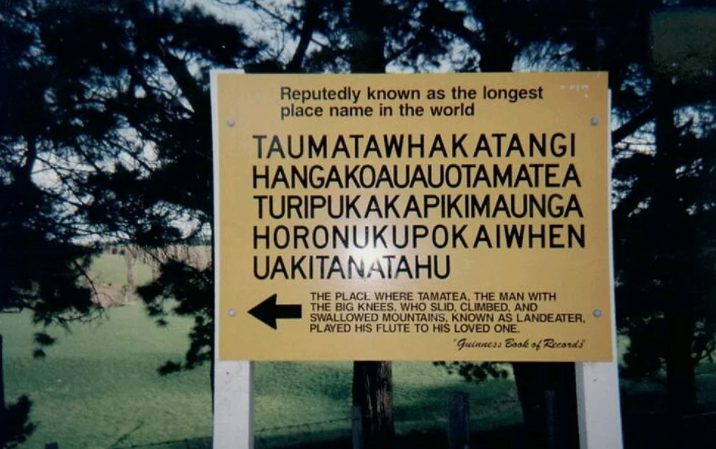 Reputedly known as the longest
place name in the world
TAUMATAWHAKATANGI
HANGAKOAUAUOTAMATEA
TURIPUKAKAPIKIMAUNGA
HORONUKUPOKAIWHEN
UAKITANATAHU
THE PLACE WHERE TAMATEA, THE MAN WITH
THE BIG KNEES, WHO SLID, CLIMBED, AND
SWALLOWED MOUNTAINS, KNOWN AS LANDEATER,
PLAYED HIS FLUTE TO HIS LOVED ONE.
"Guinness Book of Records"